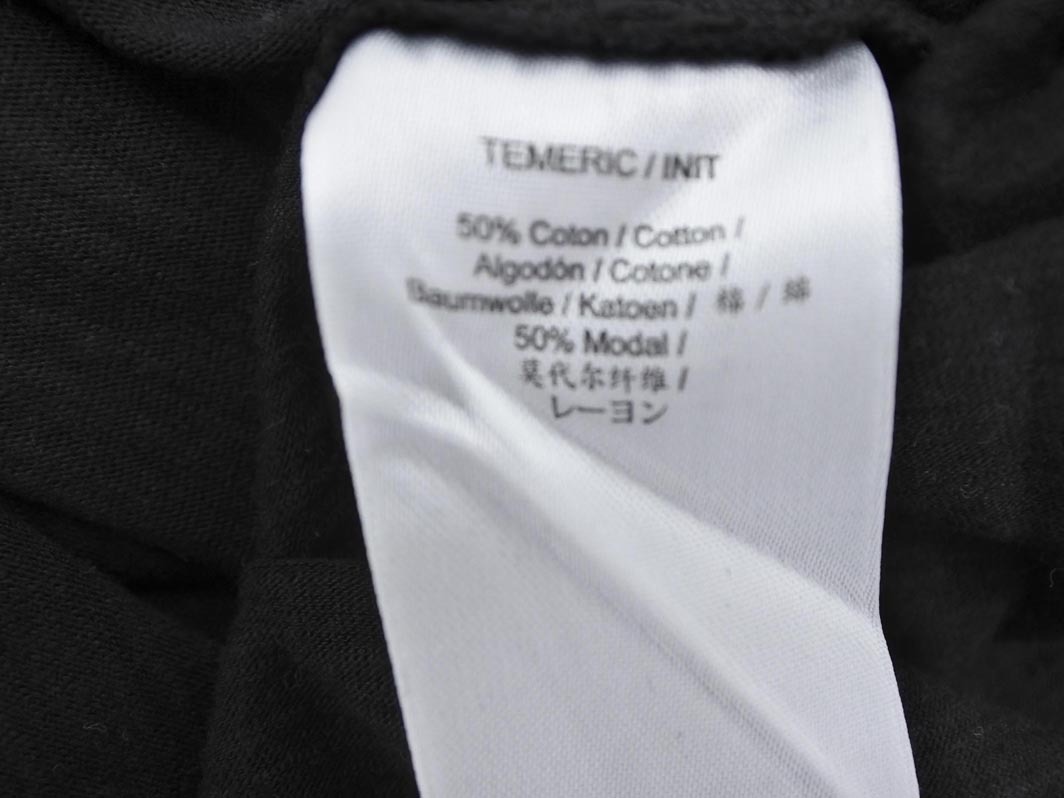 TEMERIC / INIT
50% Coton / Cotton /
Algodón / Cotone /
Baumwolle / Katoen / 棉 / 綿
50% Modal /
莫代尔纤维 /
レーヨン